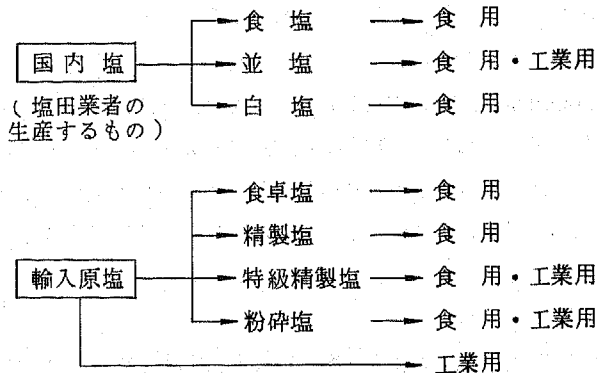 食塩 食用
国内塩 並塩 食用・工業用
(塩田業者の 白塩 食用
生産するもの)
食卓塩 食用
精製塩 食用
輸入原塩 特級精製塩 食用・工業用
粉砕塩 食用・工業用
工業用